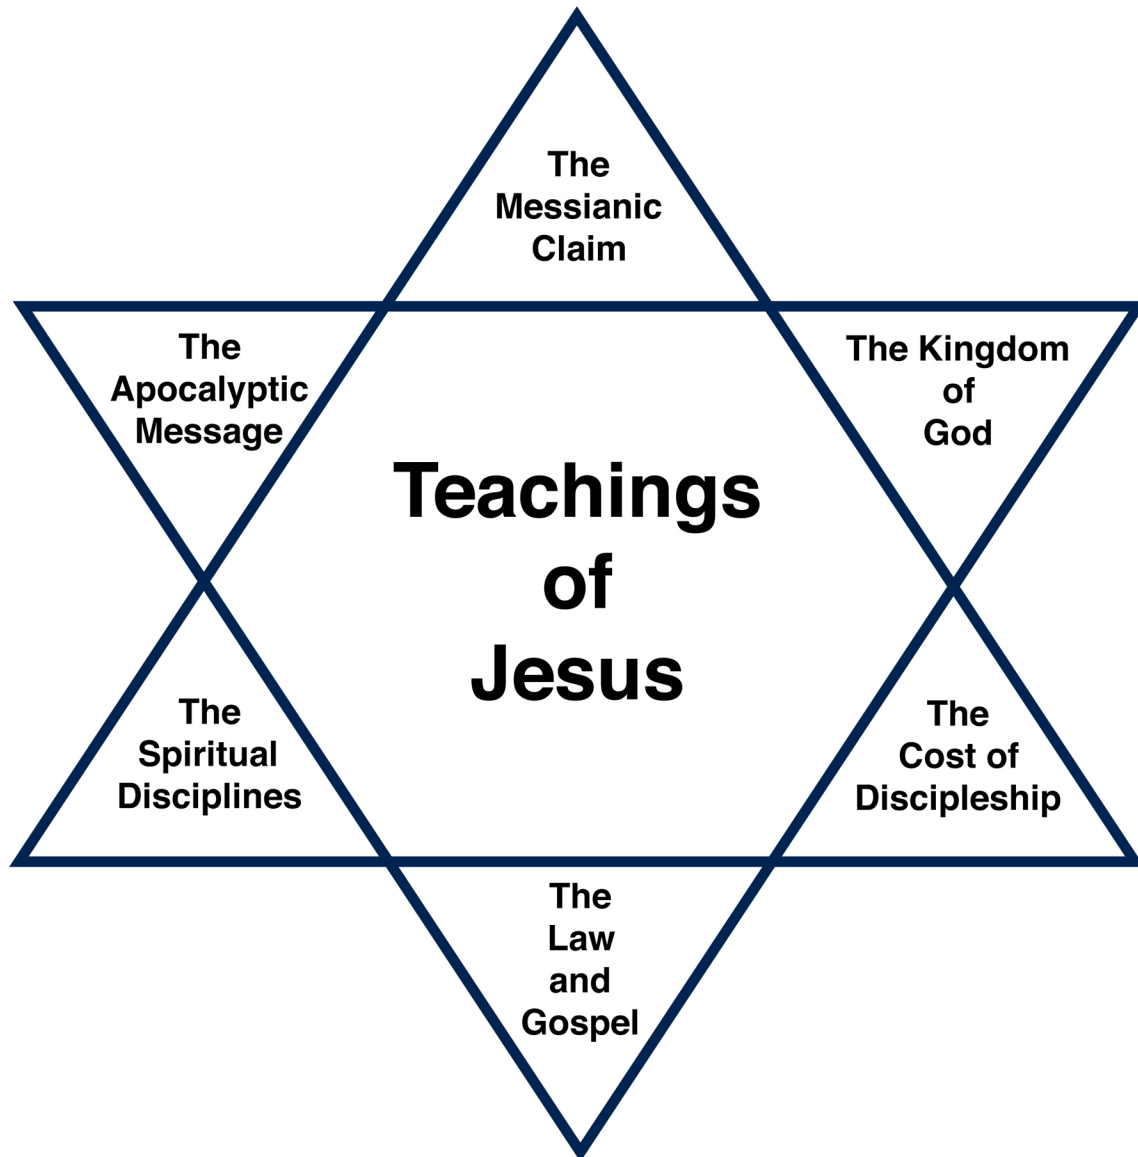 The
Messianic
Claim
The
Apocalyptic
Message
The Kingdom
of
God
Teachings
of
Jesus
The
Spiritual
Disciplines
The
Cost of
Discipleship
The
Law
and
Gospel